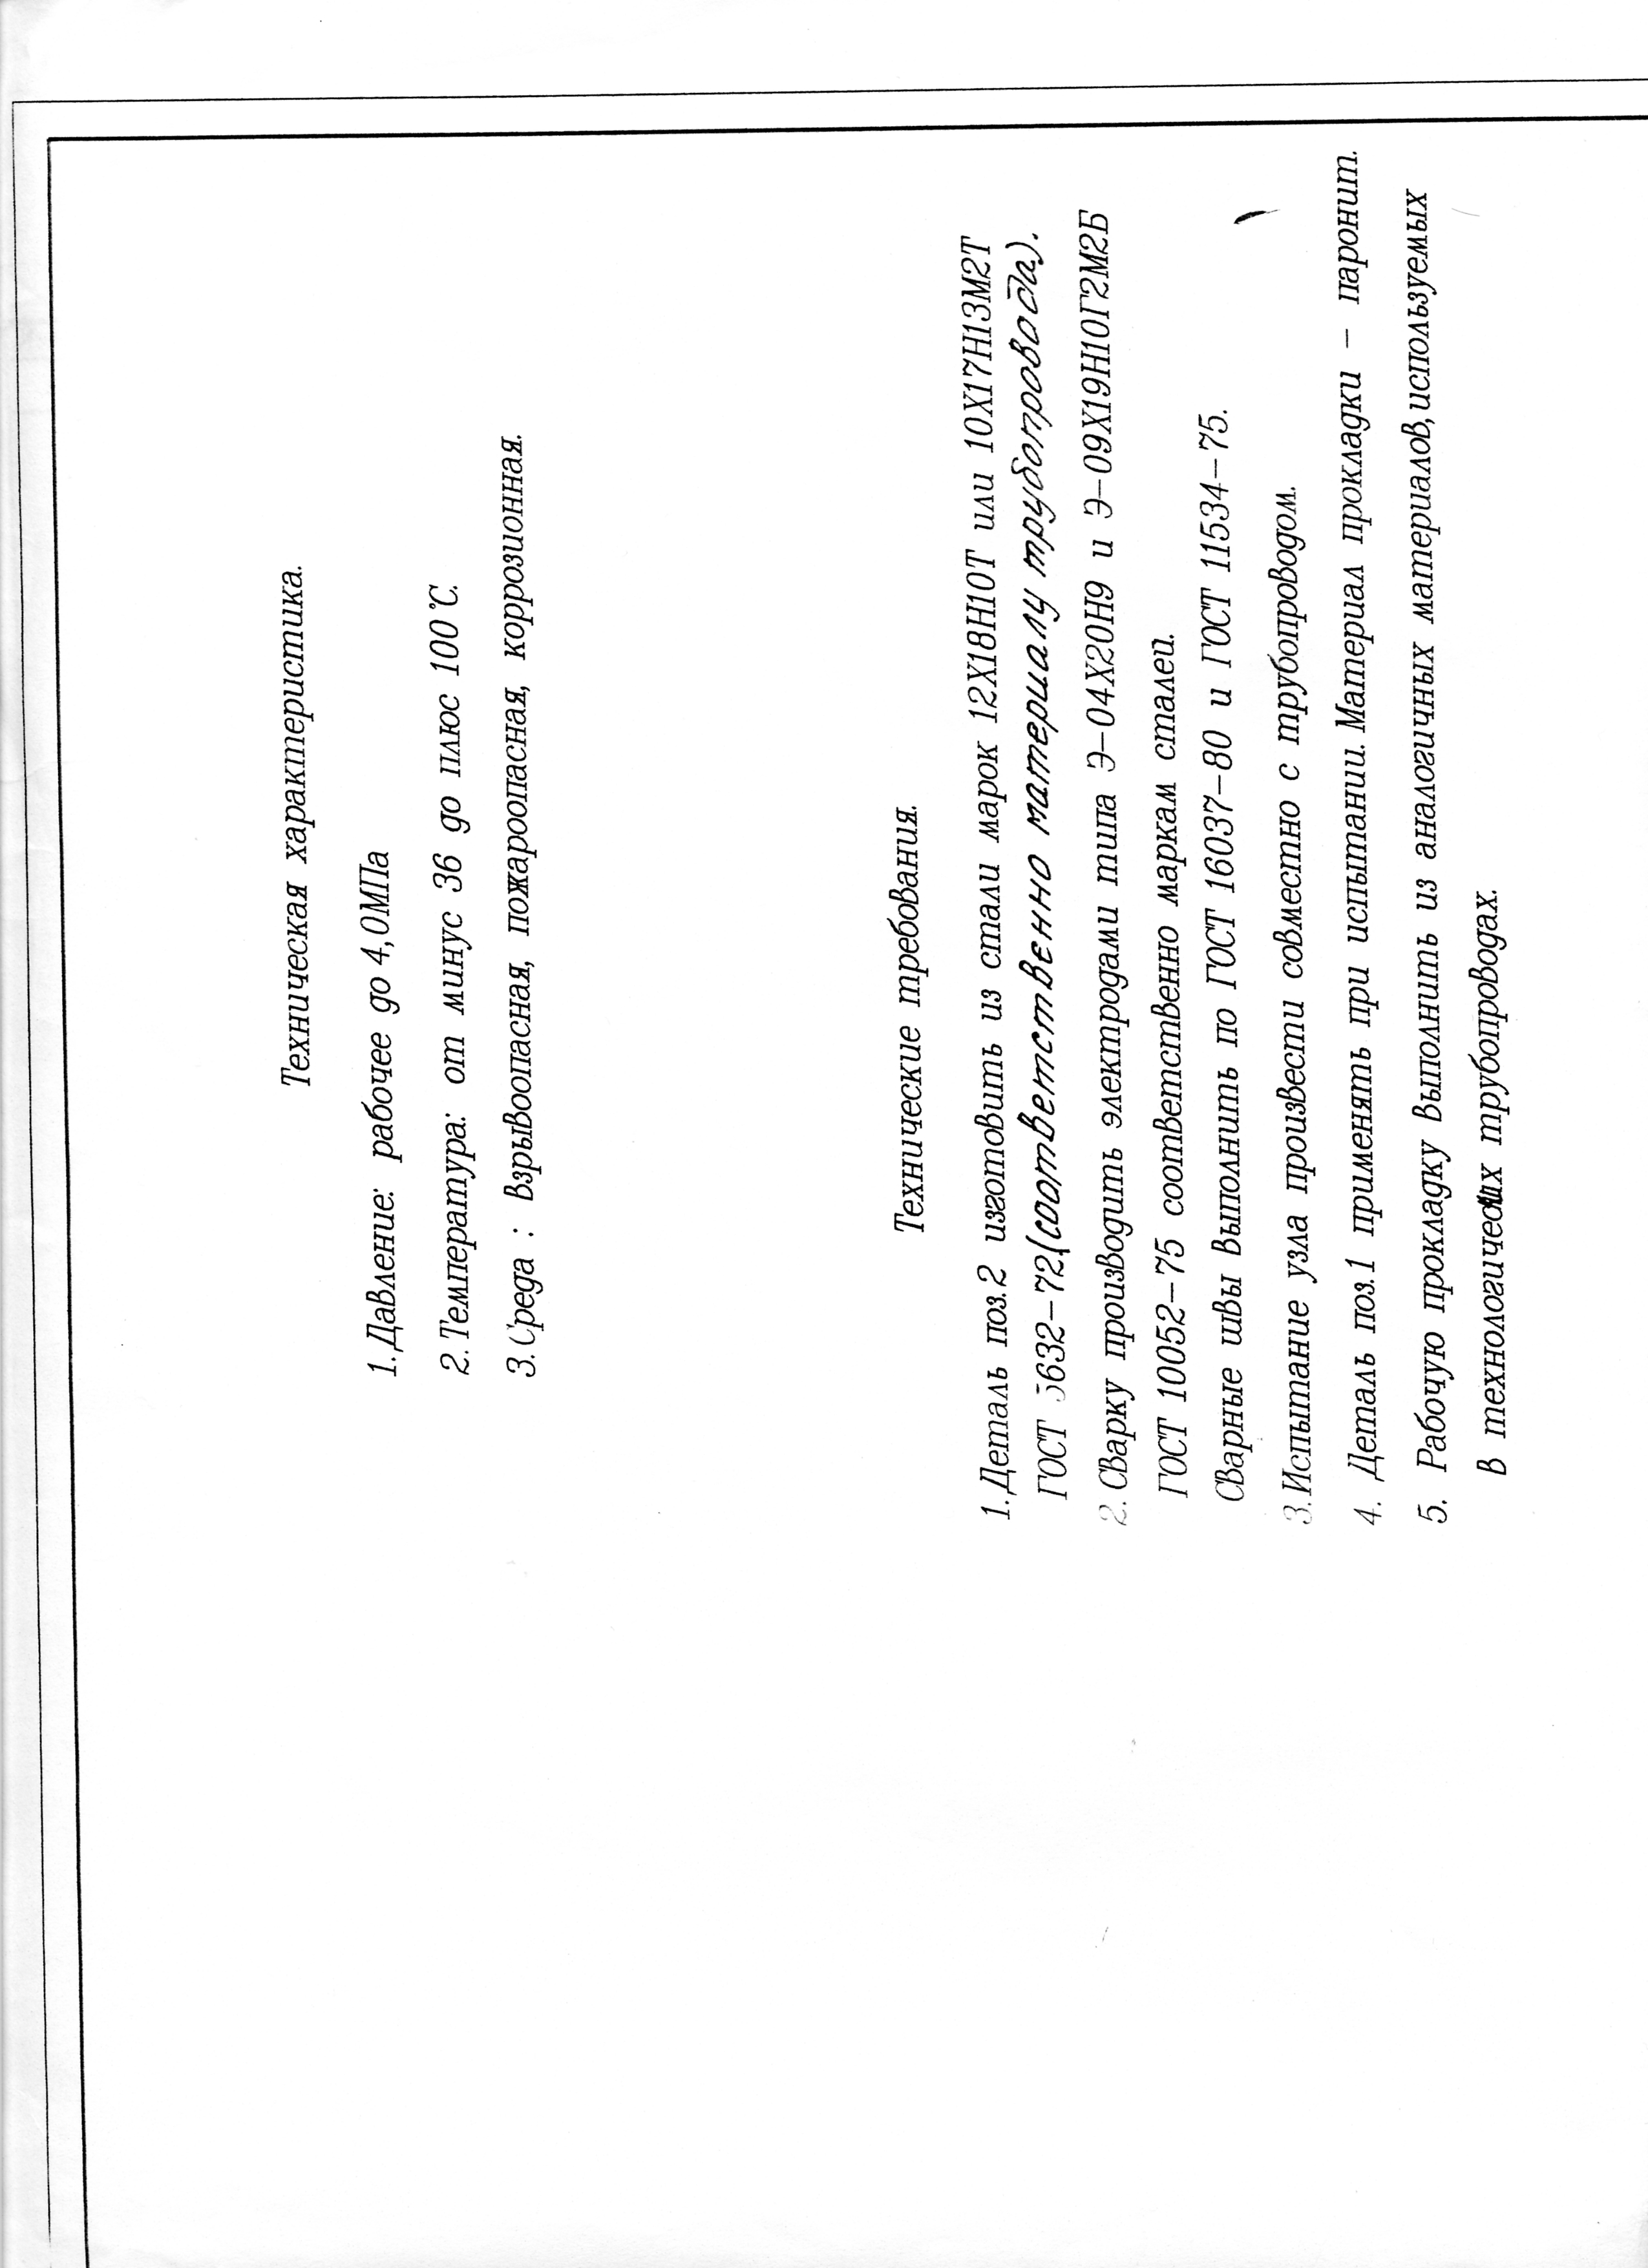 Техническая характеристика.
1. Давление: рабочее до 4,0МПа
2. Температура: от минус 36 до плюс 100°С.
3. Среда : взрывоопасная, пожароопасная, коррозионная.
Технические требования.
1. Деталь поз.2 изготовить из стали марок 12Х18Н10Т или 10Х17Н13М2Т
ГОСТ 5632-72(соответственно материалу трубопровода).
2. Сварку производить электродами типа Э-04Х20Н9 и Э-09Х19Н10Г2М2Б
ГОСТ 10052-75 соответственно маркам сталей.
Сварные швы выполнить по ГОСТ 16037-80 и ГОСТ 11534-75.
3. Испытание узла произвести совместно с трубопроводом.
4. Деталь поз.1 применять при испытании. Материал прокладки - паронит.
5. Рабочую прокладку выполнить из аналогичных материалов, используемых
в технологических трубопроводах.